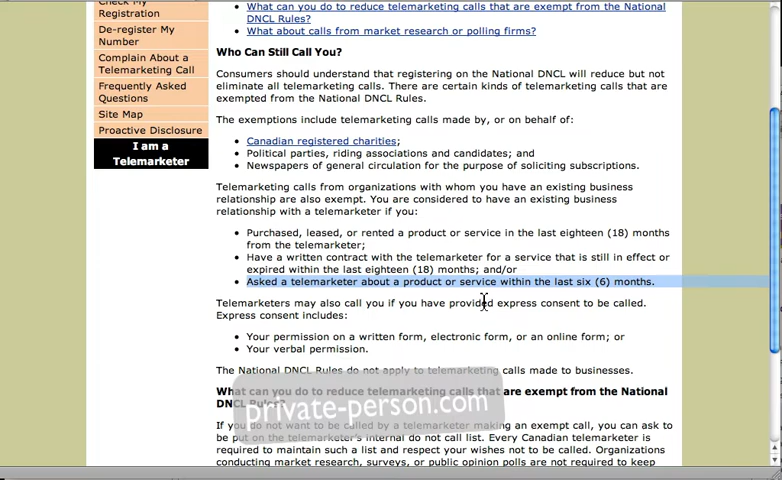 Check My
Registration
De-register My
Number
Complain About a
Telemarketing Call
Frequently Asked
Questions
Site Map
Proactive Disclosure
I am a
Telemarketer
What can you do to reduce telemarketing calls that are exempt from the National
DNCL Rules?
What about calls from market research or polling firms?
Who Can Still Call You?
Consumers should understand that registering on the National DNCL will reduce but not
eliminate all telemarketing calls. There are certain kinds of telemarketing calls that are
exempted from the National DNCL Rules.
The exemptions include telemarketing calls made by, or on behalf of:
Canadian registered charities;
Political parties, riding associations and candidates; and
Newspapers of general circulation for the purpose of soliciting subscriptions.
Telemarketing calls from organizations with whom you have an existing business
relationship are also exempt. You are considered to have an existing business
relationship with a telemarketer if you:
Purchased, leased, or rented a product or service in the last eighteen (18) months
from the telemarketer;
Have a written contract with the telemarketer for a service that is still in effect or
expired within the last eighteen (18) months; and/or
Asked a telemarketer about a product or service within the last six (6) months.
Telemarketers may also call you if you have provided express consent to be called.
Express consent includes:
Your permission on a written form, electronic form, or an online form; or
Your verbal permission.
The National DNCL Rules do not apply to telemarketing calls made to businesses.
What can you do to reduce telemarketing calls that are exempt from the National
DNCL Rules?
private-person.com
If you do not want to be called by a telemarketer making an exempt call, you can ask to
be put on the telemarketer's internal do not call list. Every Canadian telemarketer is
required to maintain such a list and respect your wishes not to be called. Organizations
conducting market research, surveys, or public opinion polls are not required to keep